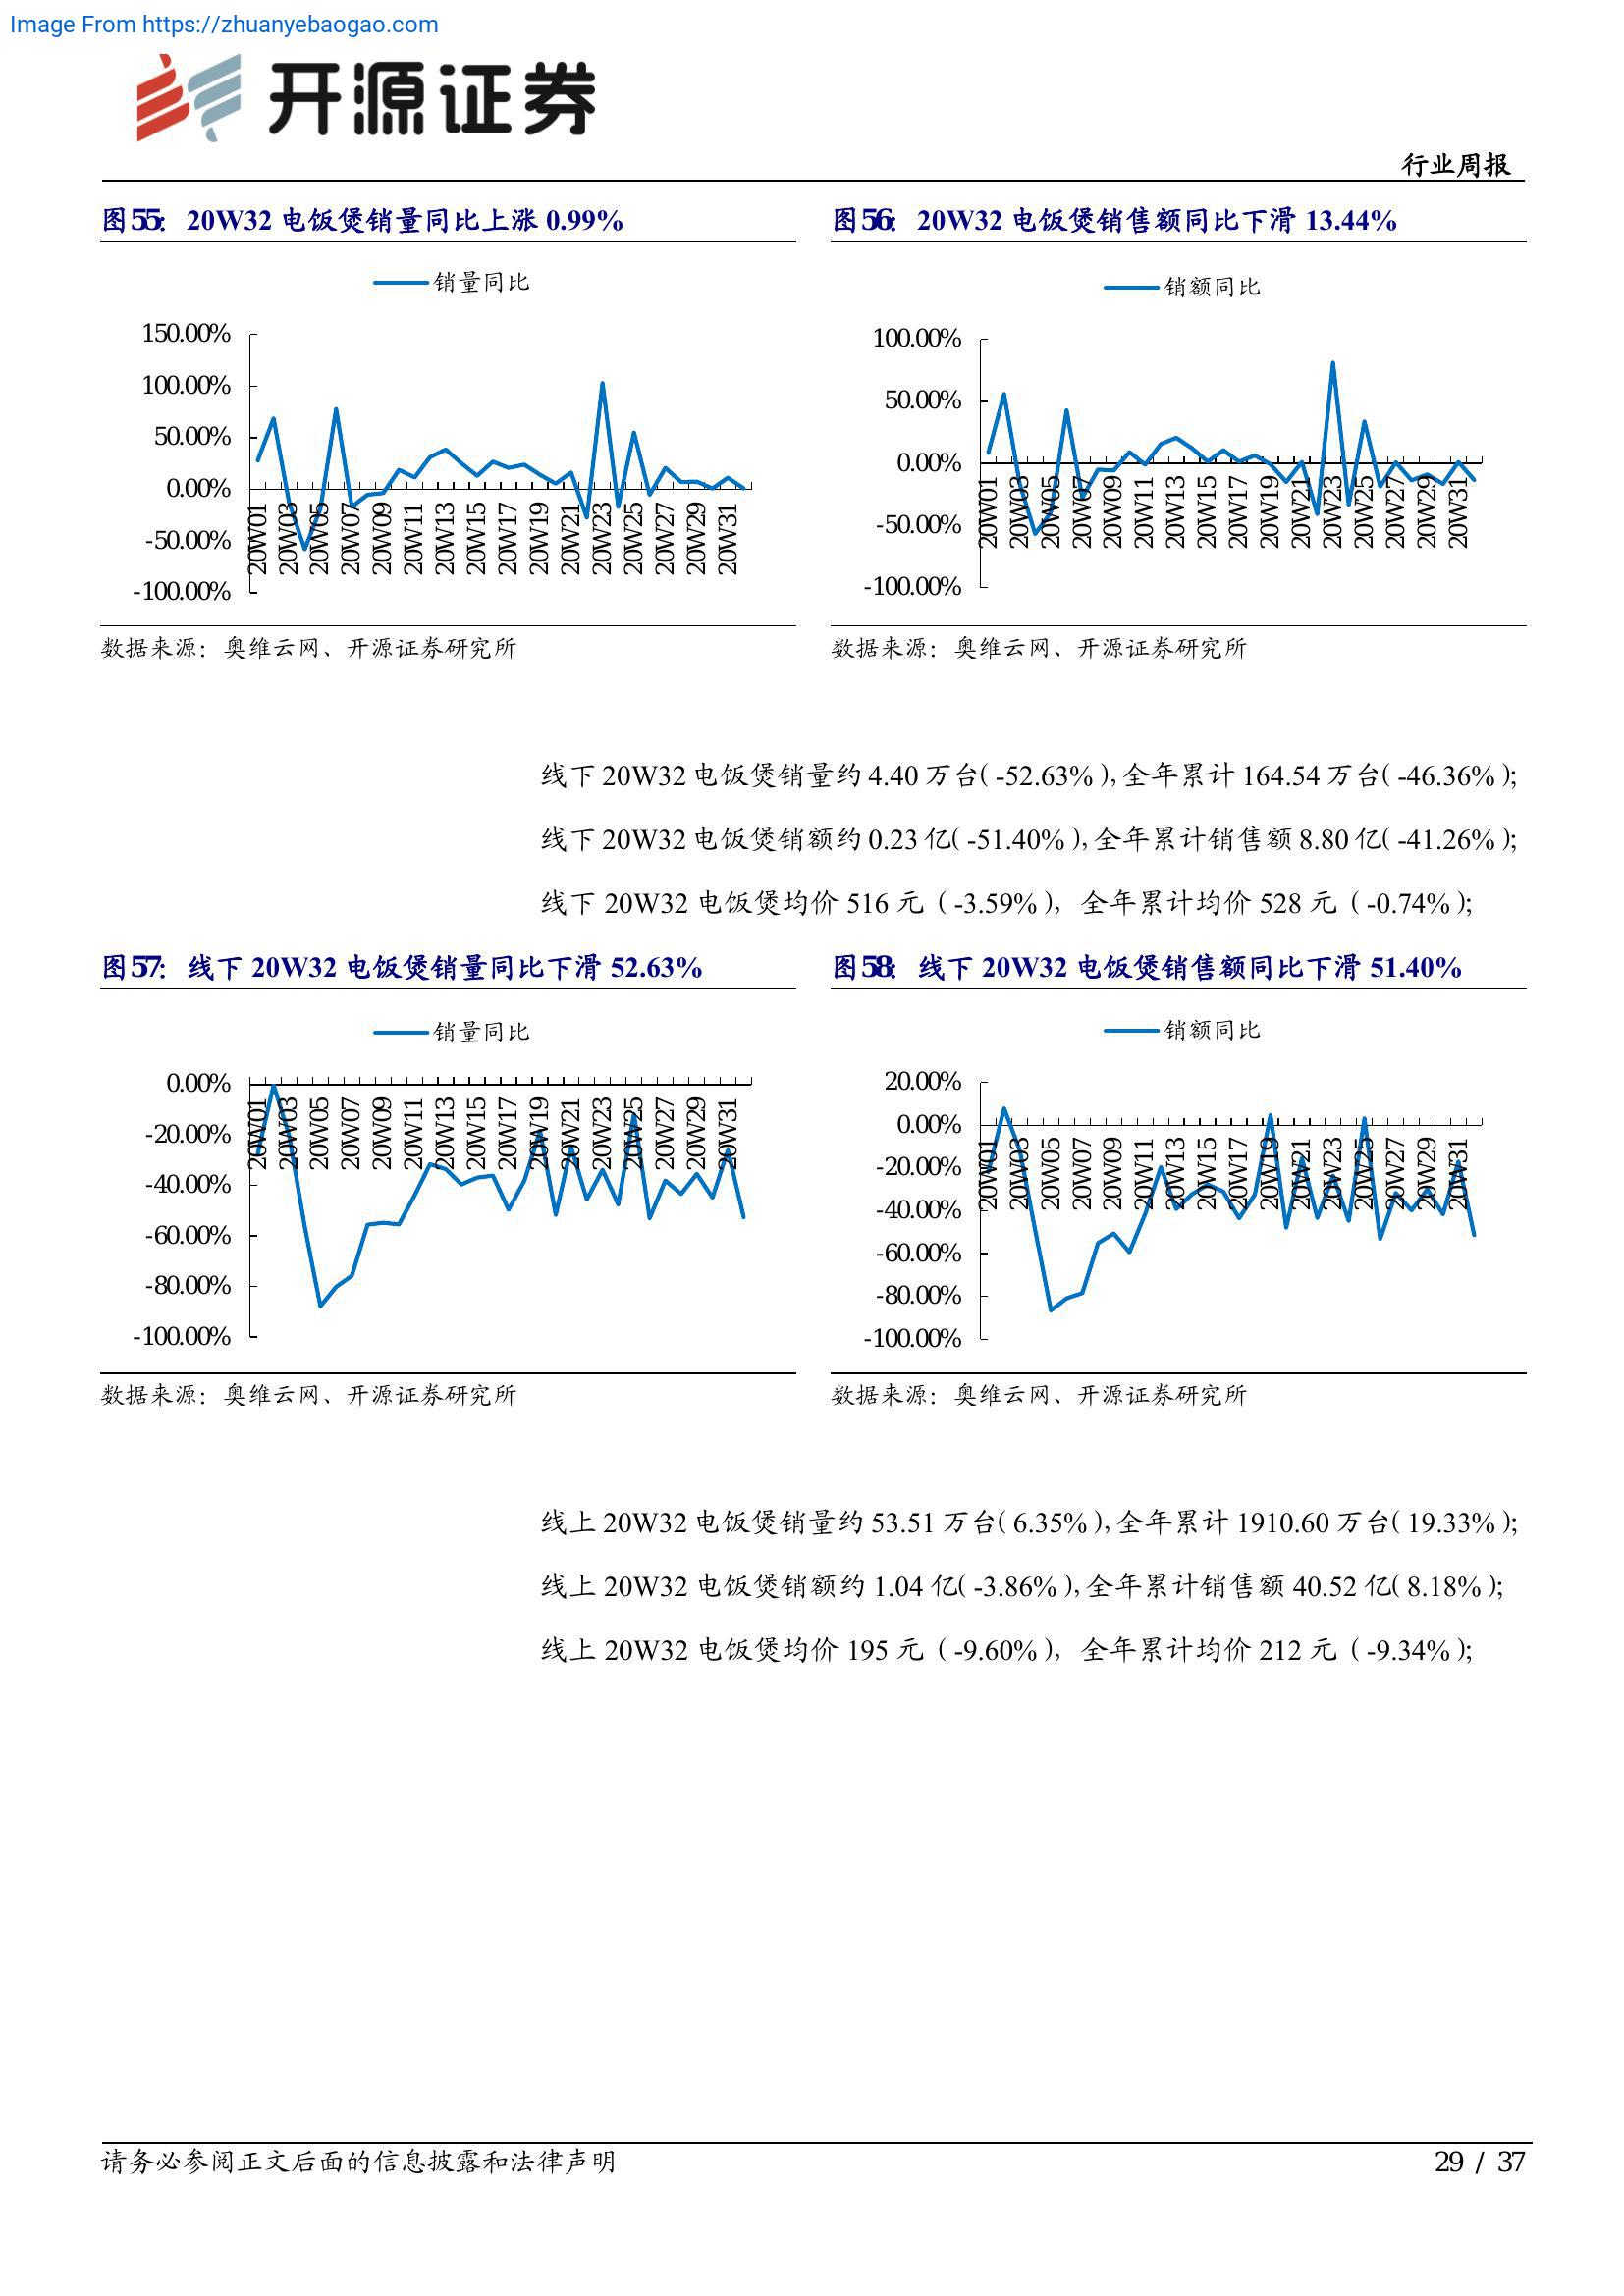 Image From https://zhuanyebaogao.com
开源证券
行业周报
图55： 20W32 电饭煲销量同比上涨 0.99%
图56： 20W32 电饭煲销售额同比下滑 13.44%
销量同比
150.00%
100.00%
50.00%
0.00%
-50.00%
-100.00%
20W01
20W03
20W05
20W07
20W09
20W11
20W13
20W15
20W17
20W19
20W21
20W23
20W25
20W27
20W29
20W31
销额同比
100.00%
50.00%
0.00%
-50.00%
-100.00%
20W01
20W03
20W05
20W07
20W09
20W11
20W13
20W15
20W17
20W19
20W21
20W23
20W25
20W27
20W29
20W31
数据来源：奥维云网、开源证券研究所
数据来源：奥维云网、开源证券研究所
线下 20W32 电饭煲销量约 4.40 万台（-52.63%），全年累计 164.54 万台（-46.36%）；
线下 20W32 电饭煲销额约 0.23 亿（-51.40%），全年累计销售额 8.80 亿（-41.26%）；
线下 20W32 电饭煲均价 516 元（-3.59%），全年累计均价 528 元（-0.74%）；
图57： 线下 20W32 电饭煲销量同比下滑 52.63%
图58： 线下 20W32 电饭煲销售额同比下滑 51.40%
销量同比
0.00%
-20.00%
-40.00%
-60.00%
-80.00%
-100.00%
20W01
20W03
20W05
20W07
20W09
20W11
20W13
20W15
20W17
20W19
20W21
20W23
20W25
20W27
20W29
20W31
销额同比
20.00%
0.00%
-20.00%
-40.00%
-60.00%
-80.00%
-100.00%
20W01
20W03
20W05
20W07
20W09
20W11
20W13
20W15
20W17
20W19
20W21
20W23
20W25
20W27
20W29
20W31
数据来源：奥维云网、开源证券研究所
数据来源：奥维云网、开源证券研究所
线上 20W32 电饭煲销量约 53.51 万台（6.35%），全年累计 1910.60 万台（19.33%）；
线上 20W32 电饭煲销额约 1.04 亿（-3.86%），全年累计销售额 40.52 亿（8.18%）；
线上 20W32 电饭煲均价 195 元（-9.60%），全年累计均价 212 元（-9.34%）；
请务必参阅正文后面的信息披露和法律声明
29 / 37